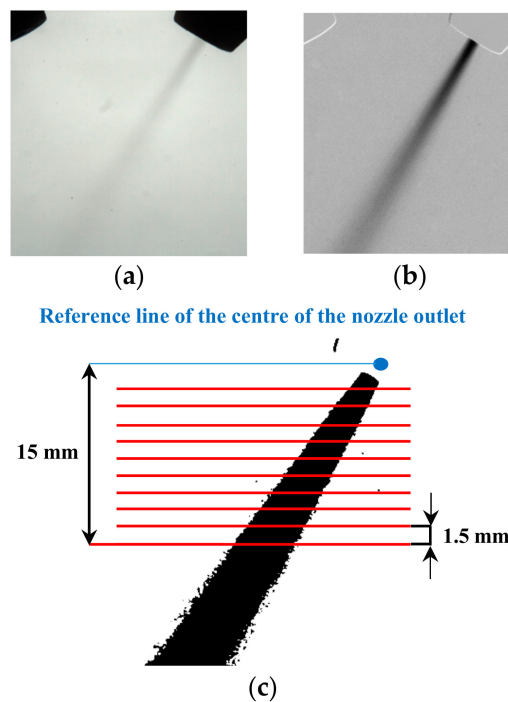 (a)
(b)
Reference line of the centre of the nozzle outlet
15 mm
1.5 mm
(c)